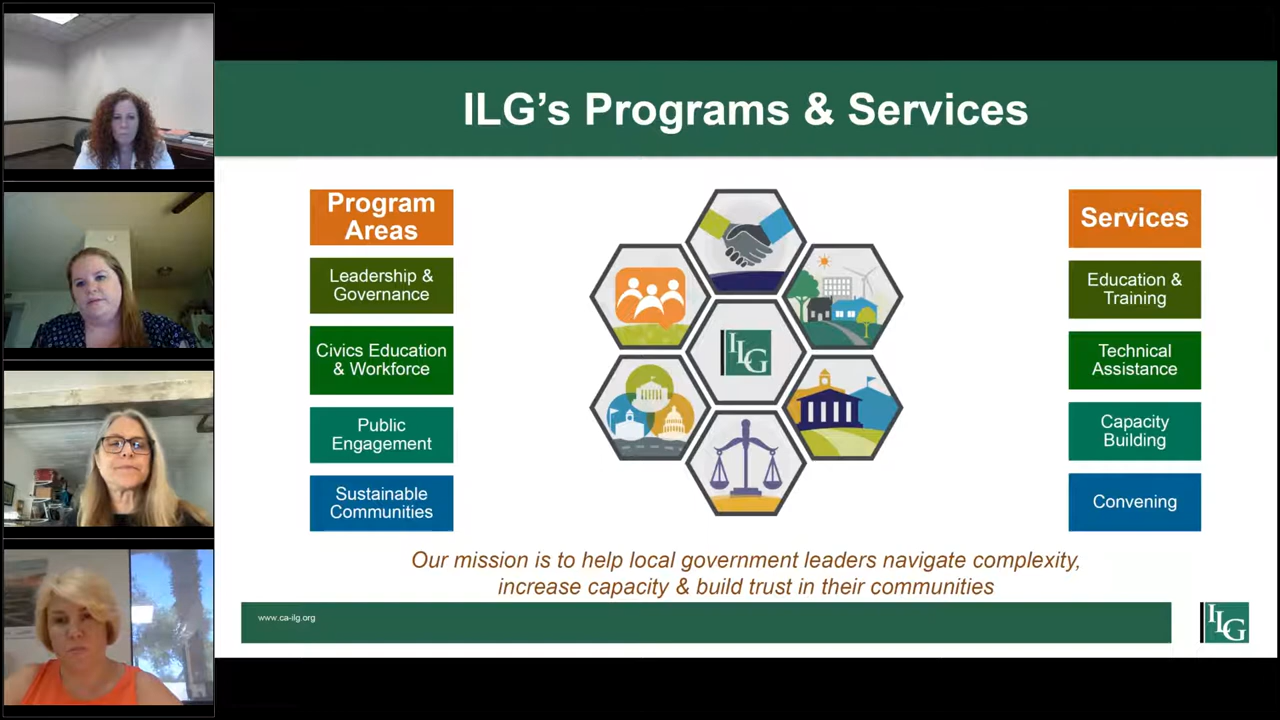 ILG's Programs & Services
Program
Areas
Leadership &
Governance
Civics Education
& Workforce
Public
Engagement
Sustainable
Communities
ILG
Services
Education &
Training
Technical
Assistance
Capacity
Building
Convening
Our mission is to help local government leaders navigate complexity,
increase capacity & build trust in their communities
www.ca-ilg.org
ILG